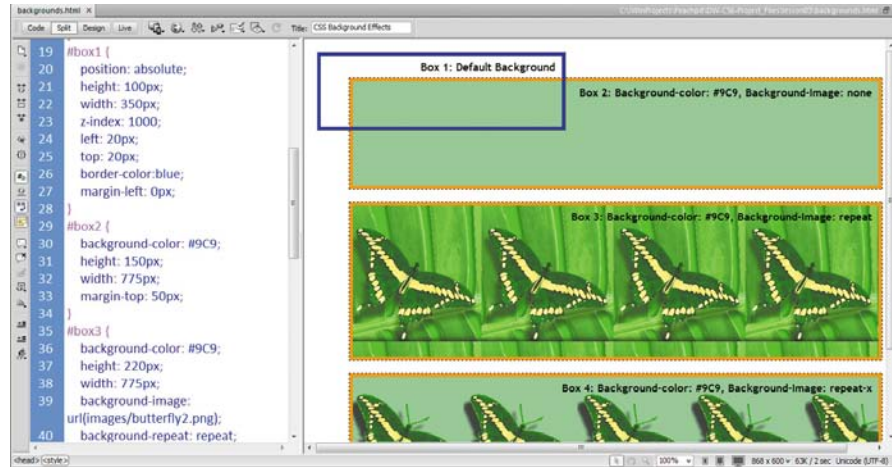 backgrounds.html ×
Code Split Design Live Title: CSS Background Effects
19 #box1 {
20 position: absolute;
21 height: 100px;
22 width: 350px;
23 z-index: 1000;
24 left: 20px;
25 top: 20px;
26 border-color:blue;
27 margin-left: 0px;
28 }
29 #box2 {
30 background-color: #9C9;
31 height: 150px;
32 width: 775px;
33 margin-top: 50px;
34 }
35 #box3 {
36 background-color: #9C9;
37 height: 220px;
38 width: 775px;
39 background-image:
url(images/butterfly2.png);
40 background-repeat: repeat;
Box 1: Default Background
Box 2: Background-color: #9C9, Background-image: none
Box 3: Background-color: #9C9, Background-image: repeat
Box 4: Background-color: #9C9, Background-image: repeat-x
<head> <style>
100% 868 x 600 63K / 2 sec Unicode (UTF-8)